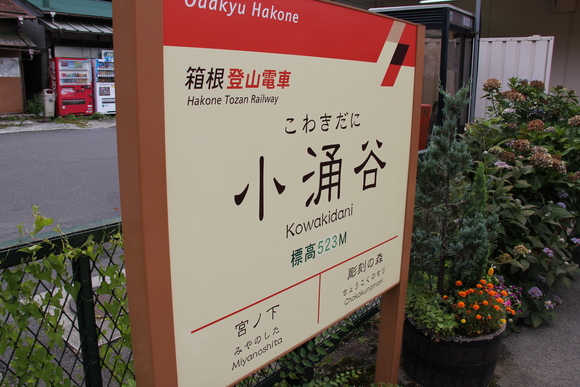 Odakyu Hakone
箱根登山電車
Hakone Tozan Railway
こわきだに
小涌谷
Kowakidani
標高523M
宮ノ下
みやのした
Miyanoshita
彫刻の森
ちょうこくのもり
Chokokunomori